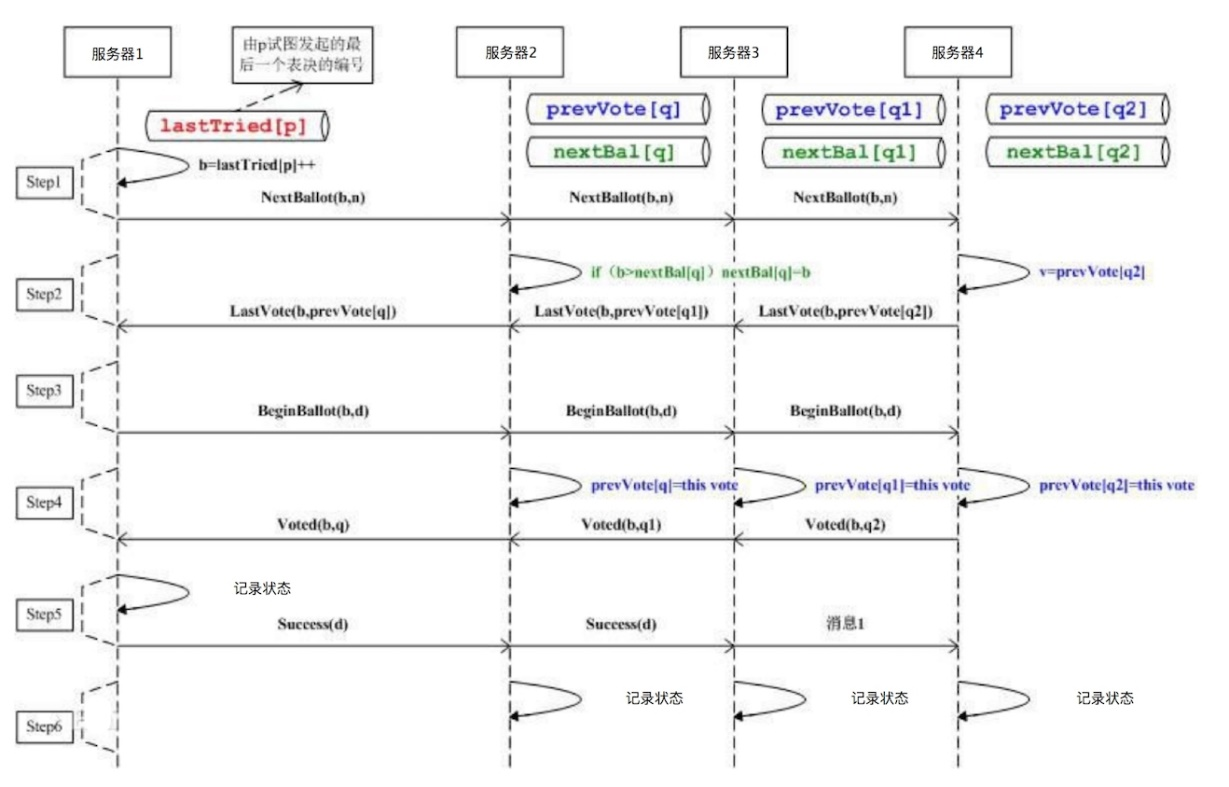 服务器1
由p试图发起的最
后一个表决的编号
服务器2
服务器3
服务器4
lastTried[p]
prevVote[q]
prevVote[q1]
prevVote[q2]
nextBal[q]
nextBal[q1]
nextBal[q2]
Step1
b=lastTried[p]++
NextBallot(b,n)
NextBallot(b,n)
NextBallot(b,n)
Step2
if（b>nextBal[q]）nextBal[q]=b
v=prevVote[q2]
LastVote(b,prevVote[q])
LastVote(b,prevVote[q1])
LastVote(b,prevVote[q2])
Step3
BeginBallot(b,d)
BeginBallot(b,d)
BeginBallot(b,d)
Step4
prevVote[q]=this vote
prevVote[q1]=this vote
prevVote[q2]=this vote
Voted(b,q)
Voted(b,q1)
Voted(b,q2)
Step5
记录状态
Success(d)
Success(d)
消息1
Step6
记录状态
记录状态
记录状态